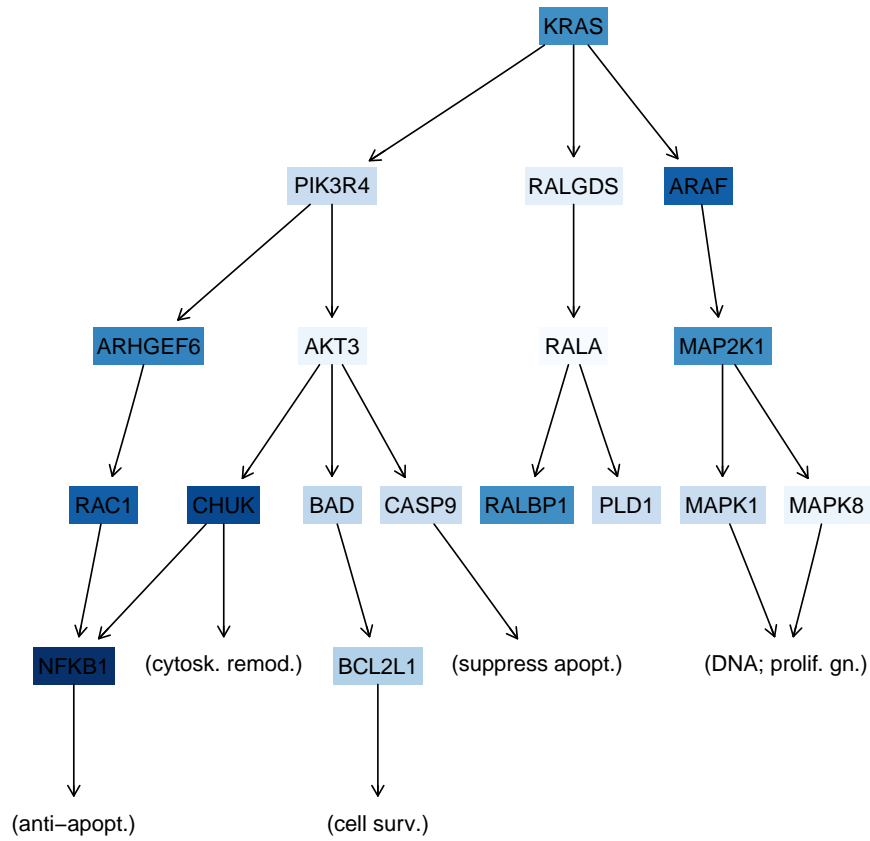 KRAS
PIK3R4
RALGDS
ARAF
ARHGEF6
AKT3
RALA
MAP2K1
RAC1
CHUK
BAD
CASP9
RALBP1
PLD1
MAPK1
MAPK8
NFKB1
(cytosk. remod.)
BCL2L1
(suppress apopt.)
(DNA; prolif. gn.)
(anti−apopt.)
(cell surv.)